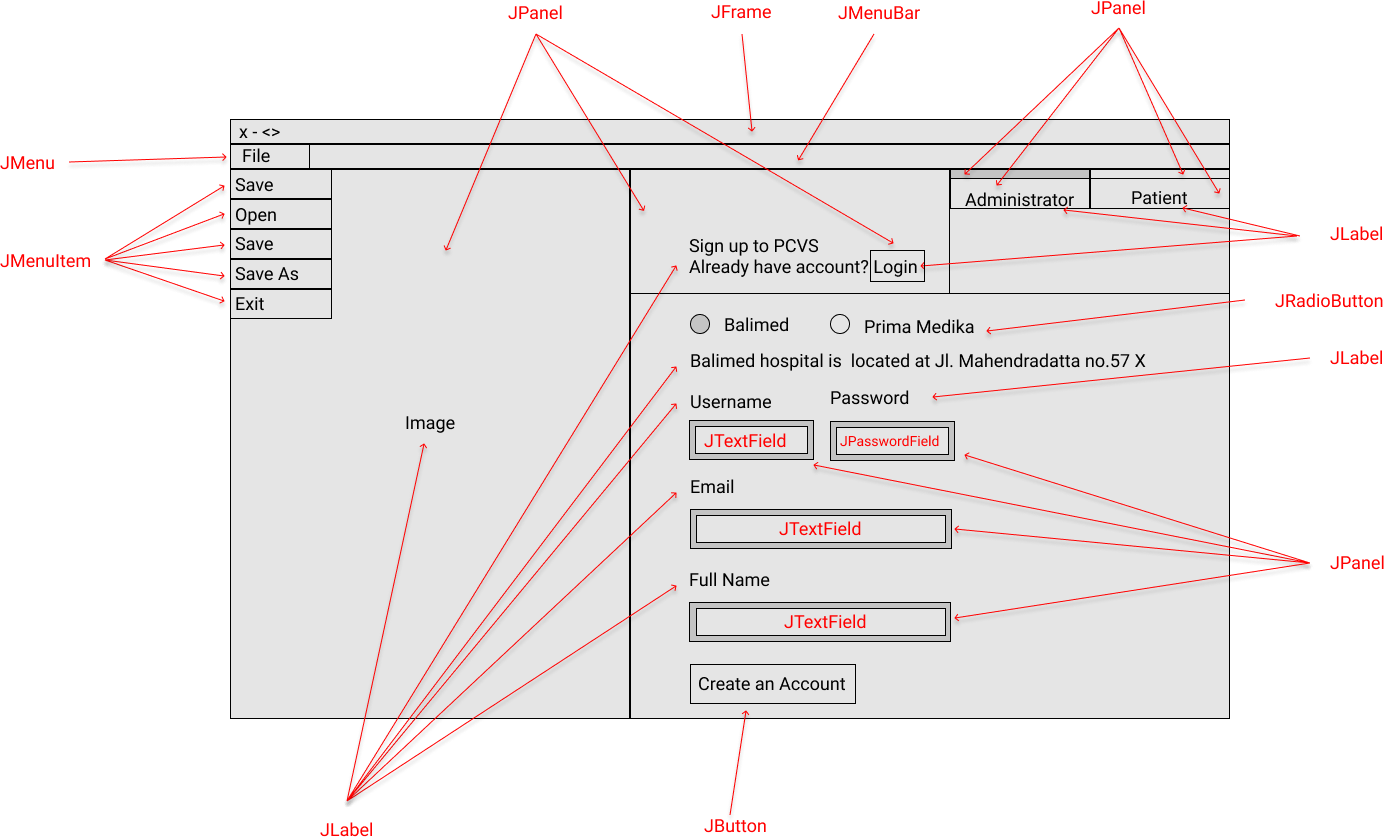 JPanel
JFrame
JMenuBar
JPanel
x - <>
JMenu
File
Save
Open
Save
Save As
Exit
JMenuItem
Administrator
Patient
JLabel
Sign up to PCVS
Already have account?
Login
JRadioButton
Balimed
Prima Medika
JLabel
Balimed hospital is  located at Jl. Mahendradatta no.57 X
Username
Password
Image
JTextField
JPasswordField
Email
JTextField
JPanel
Full Name
JTextField
Create an Account
JLabel
JButton